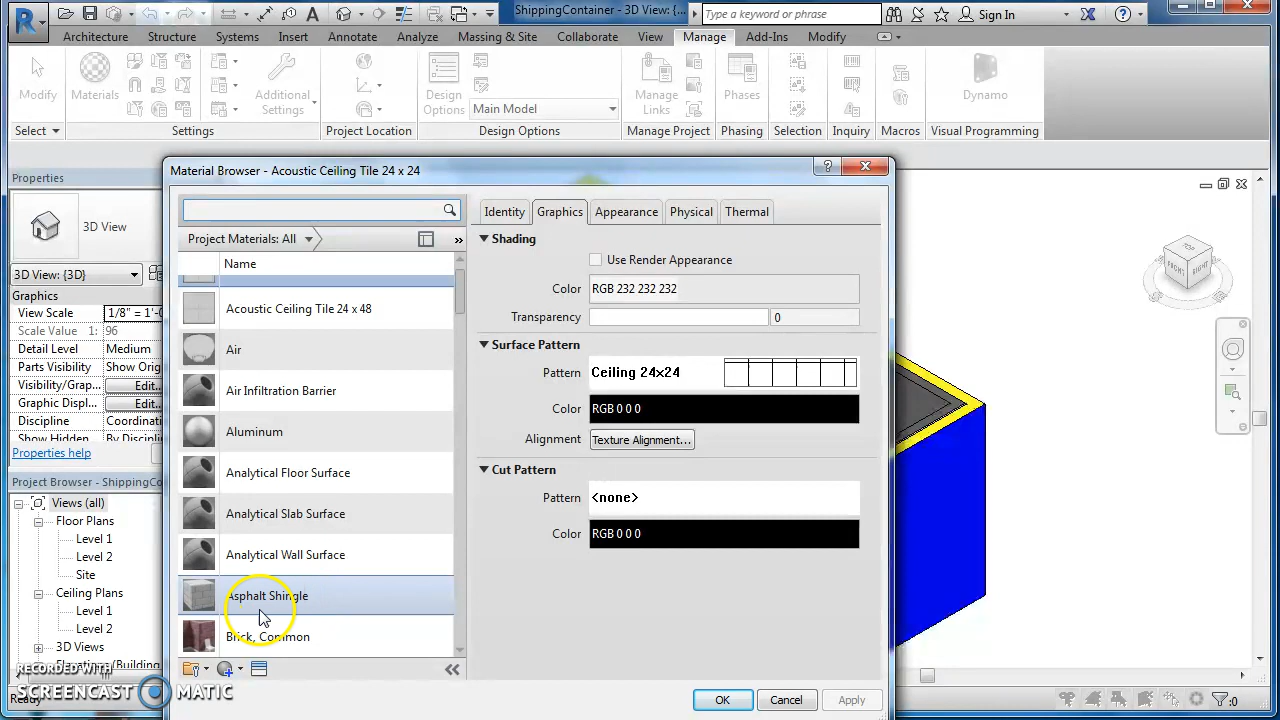 ShippingContainer - 3D View: {...
Type a keyword or phrase
Sign In
Architecture Structure Systems Insert Annotate Analyze Massing & Site Collaborate View Manage Add-Ins Modify
Modify
Materials
Additional
Settings
Design
Options
Main Model
Manage
Links
Phases
Dynamo
Select Settings Project Location Design Options Manage Project Phasing Selection Inquiry Macros Visual Programming
Properties
3D View
3D View: {3D}
Graphics
View Scale 1/8" = 1'-0
Scale Value 1: 96
Detail Level Medium
Parts Visibility Show Orig
Visibility/Grap... Edit...
Graphic Displ... Edit...
Discipline Coordina
Show Hidden By Discipline
Properties help
Project Browser - ShippingCo
Views (all)
Floor Plans
Level 1
Level 2
Site
Ceiling Plans
Level 1
Level 2
3D Views
Elevations (Building
RECORDED WITH
SCREENCAST MATIC
Ready
Material Browser - Acoustic Ceiling Tile 24 x 24
Project Materials: All
Name
Acoustic Ceiling Tile 24 x 48
Air
Air Infiltration Barrier
Aluminum
Analytical Floor Surface
Analytical Slab Surface
Analytical Wall Surface
Asphalt Shingle
Brick, Common
Identity Graphics Appearance Physical Thermal
Shading
Use Render Appearance
Color RGB 232 232 232
Transparency 0
Surface Pattern
Pattern Ceiling 24x24
Color RGB 0 0 0
Alignment Texture Alignment...
Cut Pattern
Pattern <none>
Color RGB 0 0 0
OK Cancel Apply
TOP
FRONT RIGHT
:0